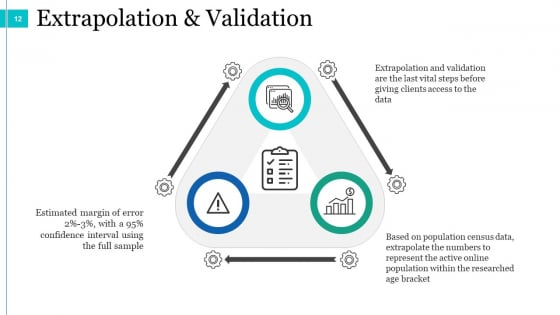 12
Extrapolation & Validation
Extrapolation and validation
are the last vital steps before
giving clients access to the
data
$
Estimated margin of error
2%-3%, with a 95%
confidence interval using
the full sample
Based on population census data,
extrapolate the numbers to
represent the active online
population within the researched
age bracket